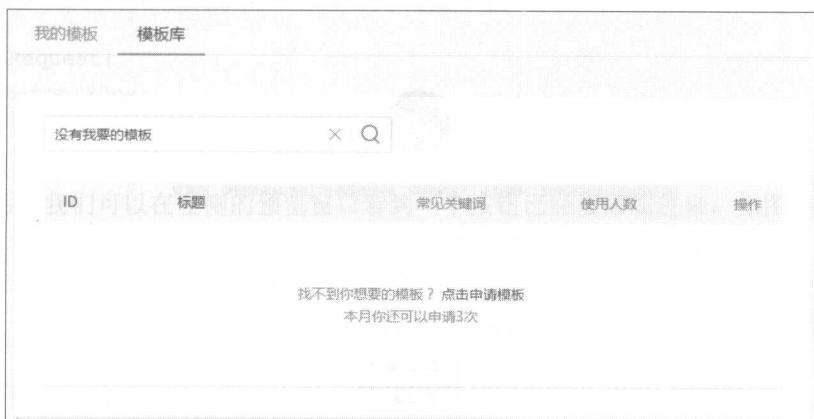 我的模板 模板库
没有我要的模板
ID 标题 常见关键词 使用人数 操作
找不到你想要的模板？点击申请模板
本月你还可以申请3次